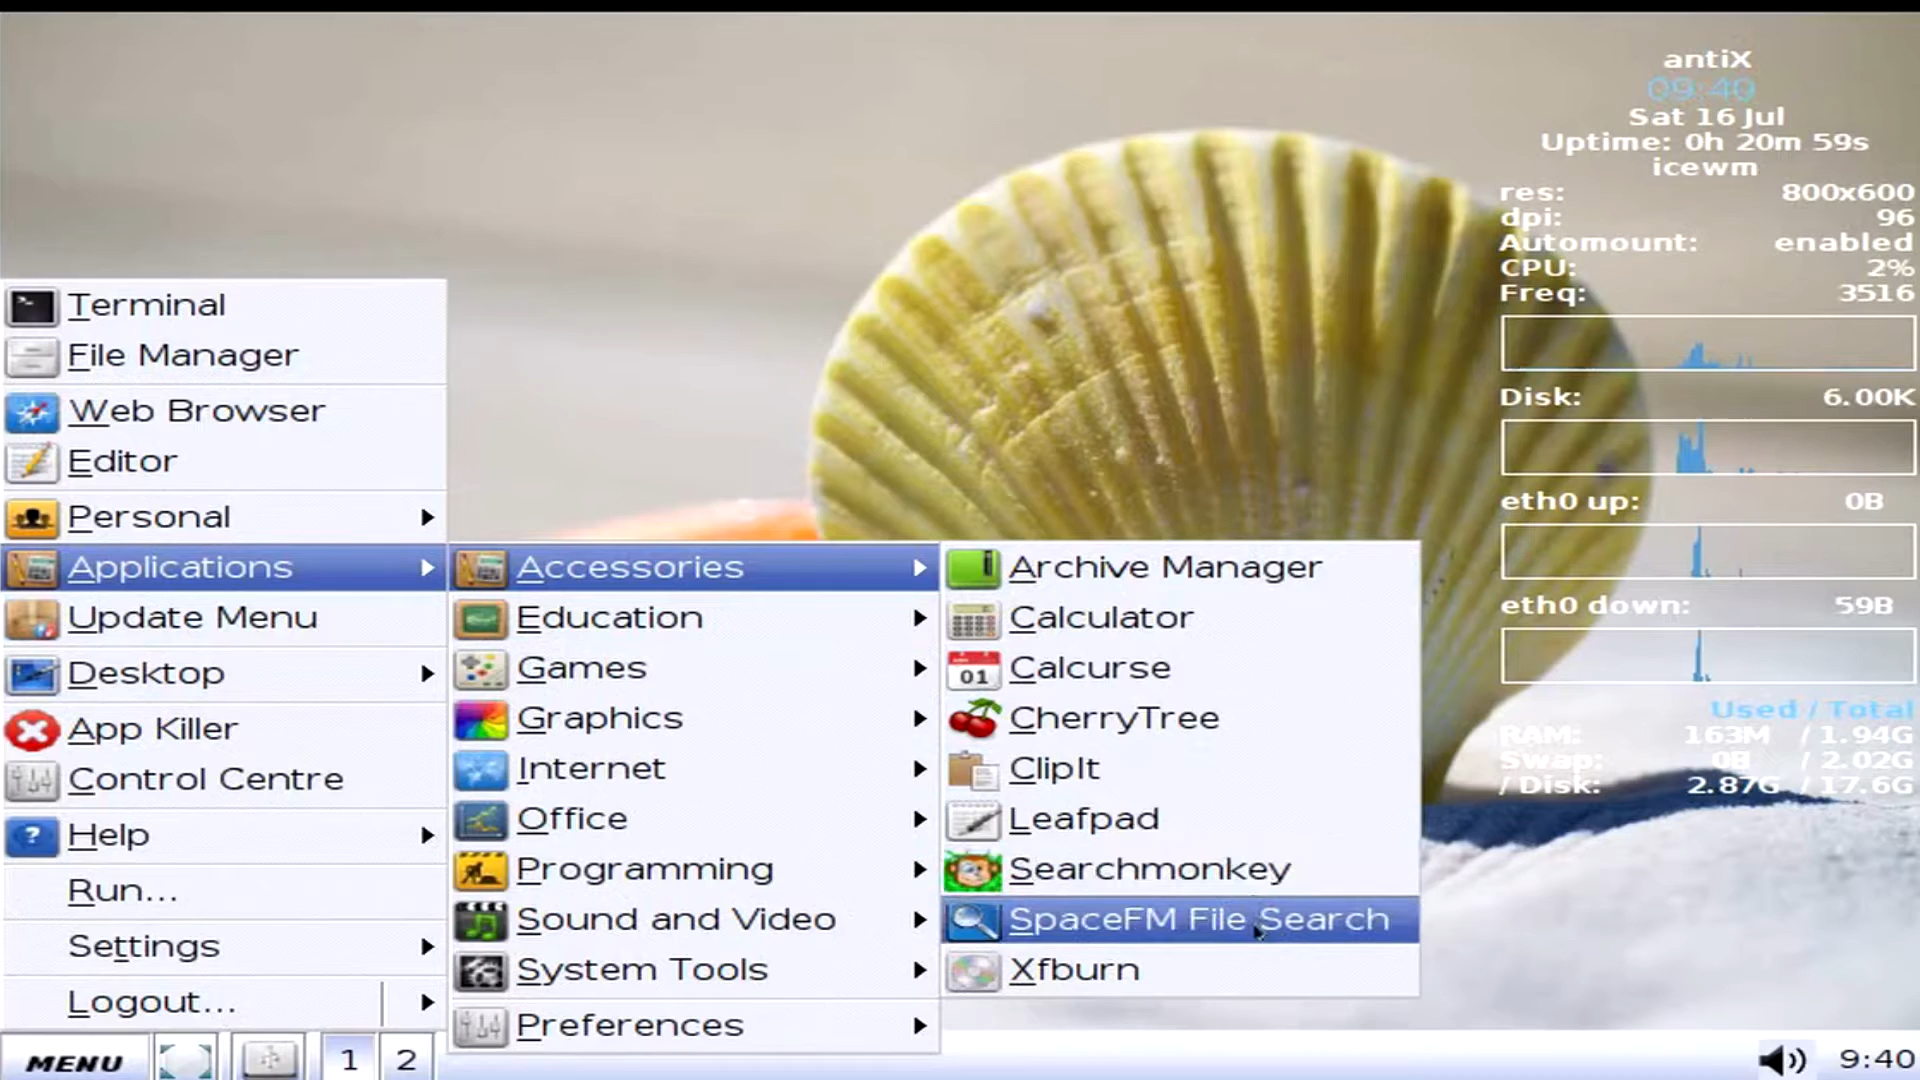 antiX
09:40
Sat 16 Jul
Uptime: 0h 20m 59s
icewm
res: 800x600
dpi: 96
Automount: enabled
CPU: 2%
Freq: 3516
Disk: 6.00K
eth0 up: 0B
eth0 down: 59B
Used / Total
RAM: 163M / 1.94G
Swap: 0B / 2.02G
/ Disk: 2.87G / 17.6G
Terminal
File Manager
Web Browser
Editor
Personal
Applications
Update Menu
Desktop
App Killer
Control Centre
Help
Run...
Settings
Logout...
Accessories
Education
Games
Graphics
Internet
Office
Programming
Sound and Video
System Tools
Preferences
Archive Manager
Calculator
01
Calcurse
CherryTree
ClipIt
Leafpad
Searchmonkey
SpaceFM File Search
Xfburn
MENU
1
2
9:40